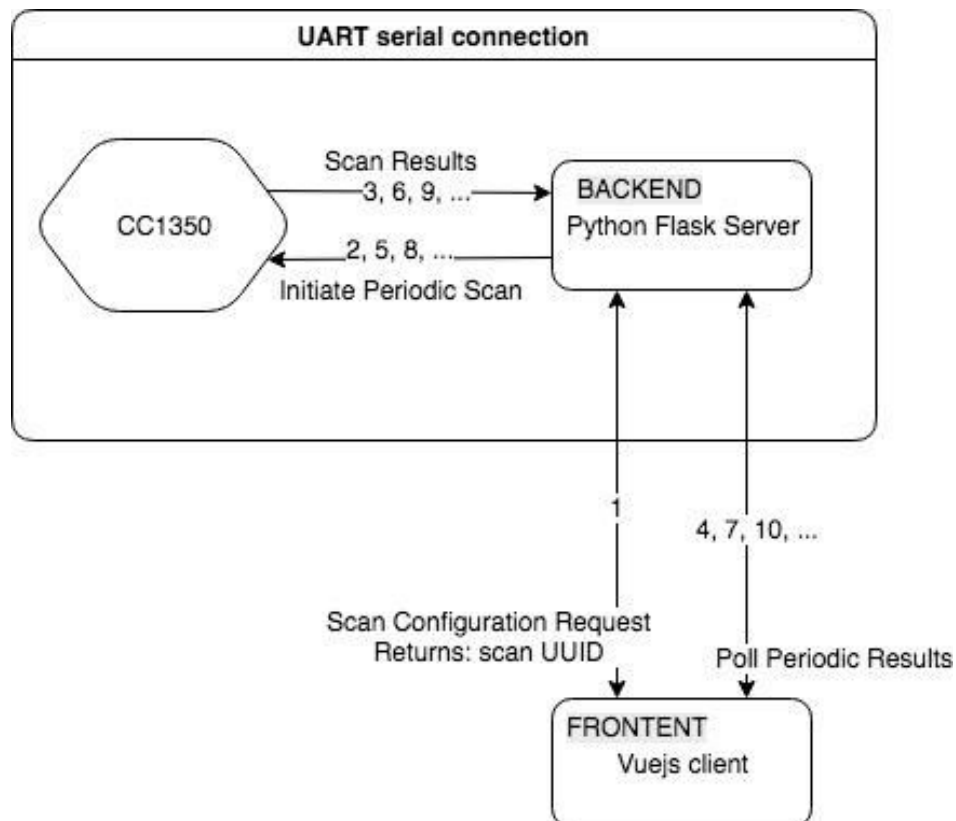 UART serial connection
Scan Results
3, 6, 9, ...
CC1350
2, 5, 8, ...
Initiate Periodic Scan
BACKEND
Python Flask Server
1
4, 7, 10, ...
Scan Configuration Request
Returns: scan UUID
Poll Periodic Results
FRONTENT
Vuejs client